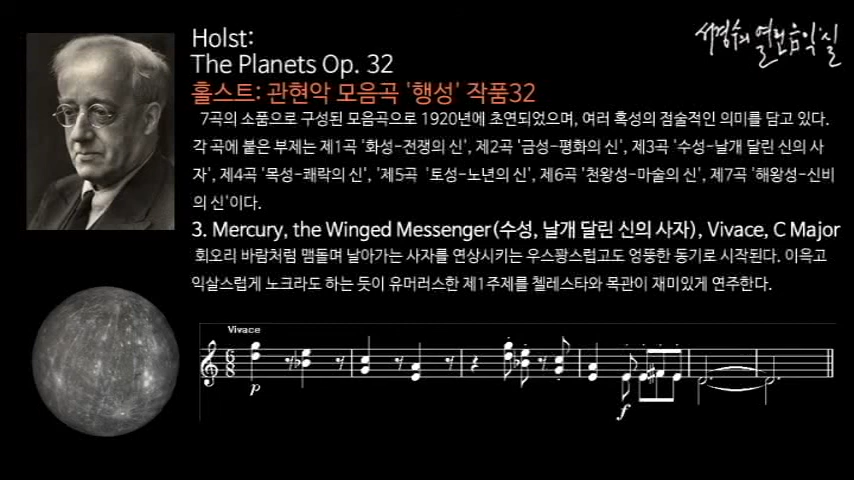 Holst:
서경수의 열린음악실
The Planets Op. 32
홀스트: 관현악 모음곡 '행성' 작품32
7곡의 소품으로 구성된 모음곡으로 1920년에 초연되었으며, 여러 혹성의 점술적인 의미를 담고 있다.
각 곡에 붙은 부제는 제1곡 '화성-전쟁의 신', 제2곡 '금성-평화의 신', 제3곡 '수성-날개 달린 신의 사
자', 제4곡 '목성-쾌락의 신', '제5곡 '토성-노년의 신', 제6곡 '천왕성-마술의 신', 제7곡 '해왕성-신비
의 신'이다.
3. Mercury, the Winged Messenger(수성, 날개 달린 신의 사자), Vivace, C Major
회오리 바람처럼 맴돌며 날아가는 사자를 연상시키는 우스꽝스럽고도 엉뚱한 동기로 시작된다. 이윽고
익살스럽게 노크라도 하는 듯이 유머러스한 제1주제를 첼레스타와 목관이 재미있게 연주한다.
Vivace
6
8
p
f